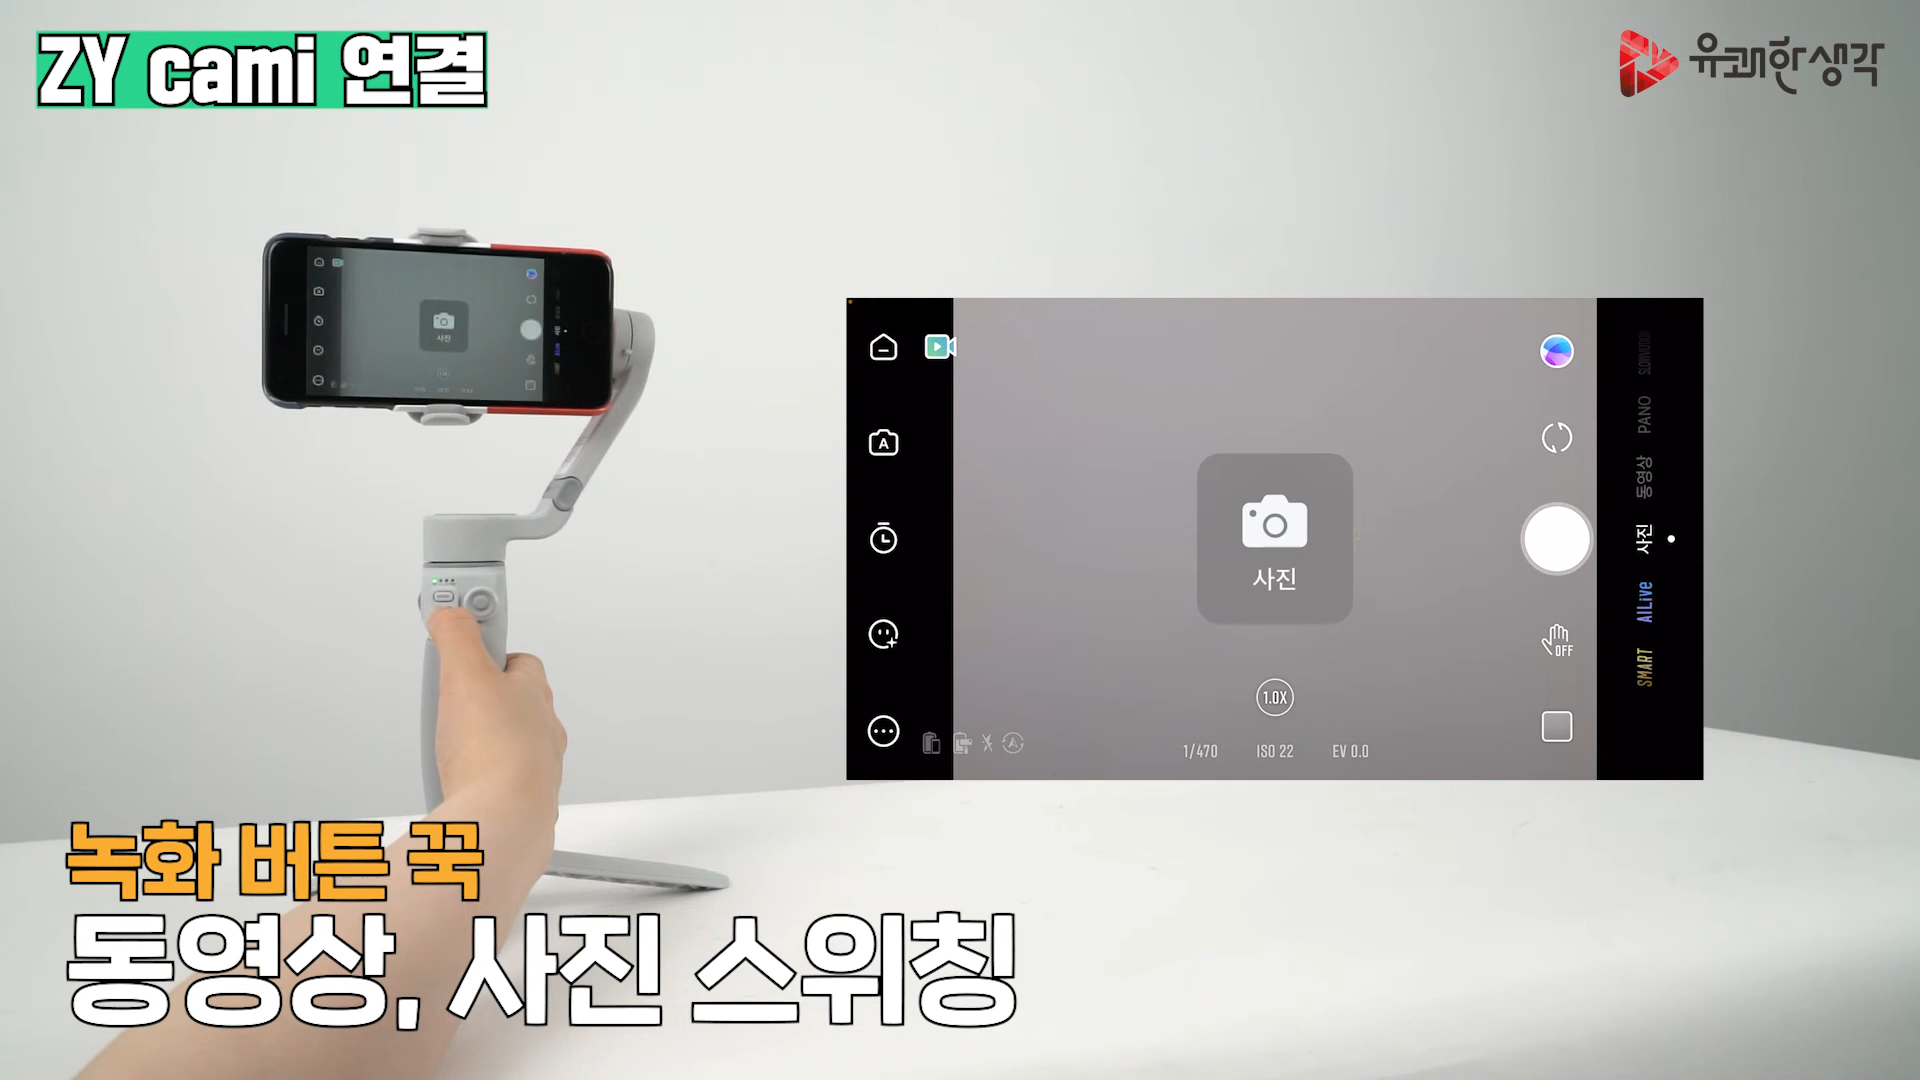 ZY cami 연결
유쾌한생각
사진
1.0X
1/470
ISO 22
EV 0.0
A
OFF
SLOWMOTION
PANO
동영상
사진
AILive
SMART
녹화 버튼 꾹
동영상, 사진 스위칭